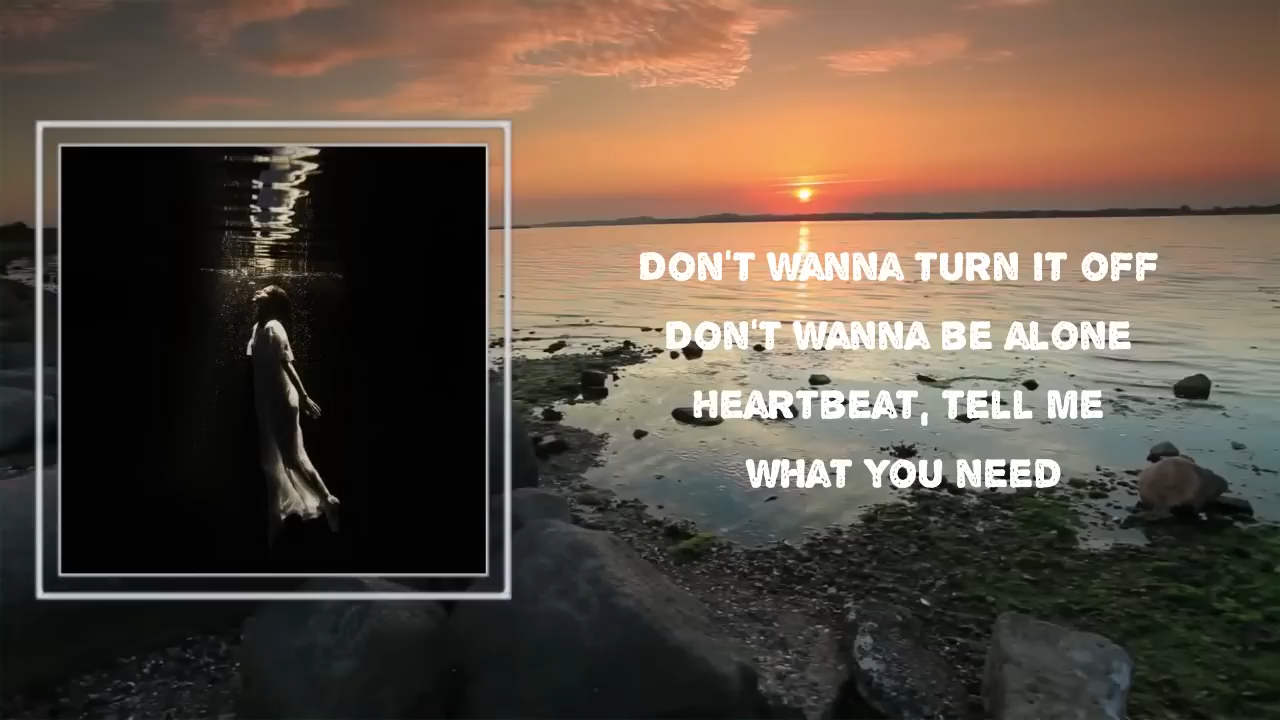 DON'T WANNA TURN IT OFF
DON'T WANNA BE ALONE
HEARTBEAT, TELL ME
WHAT YOU NEED